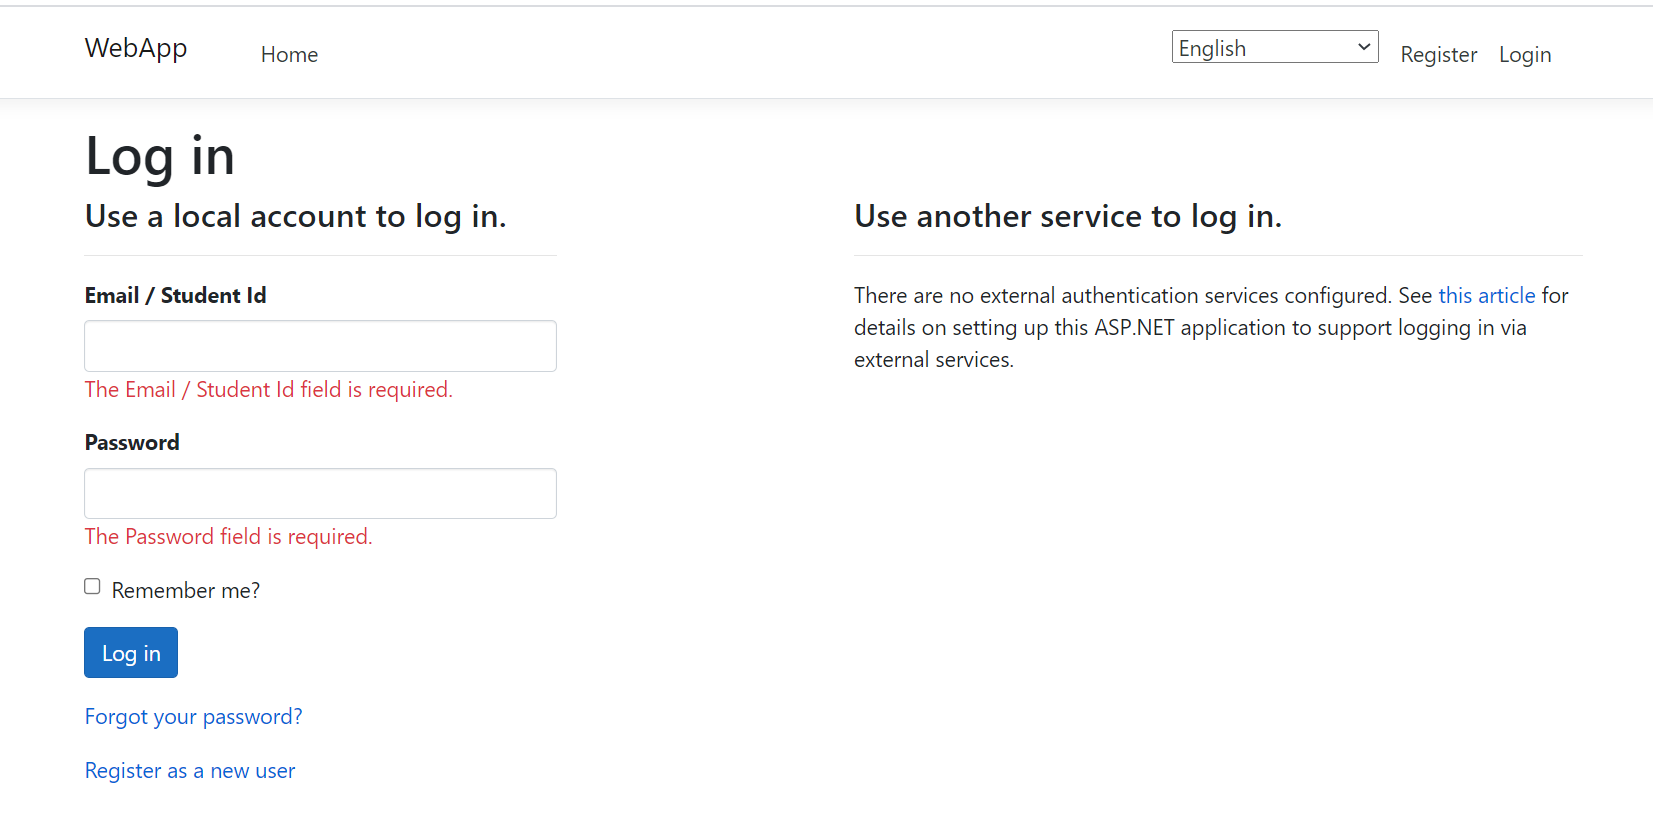 WebApp
Home
English
Register
Login
Log in
Use a local account to log in.
Email / Student Id
The Email / Student Id field is required.
Password
The Password field is required.
Remember me?
Log in
Forgot your password?
Register as a new user
Use another service to log in.
There are no external authentication services configured. See this article for
details on setting up this ASP.NET application to support logging in via
external services.